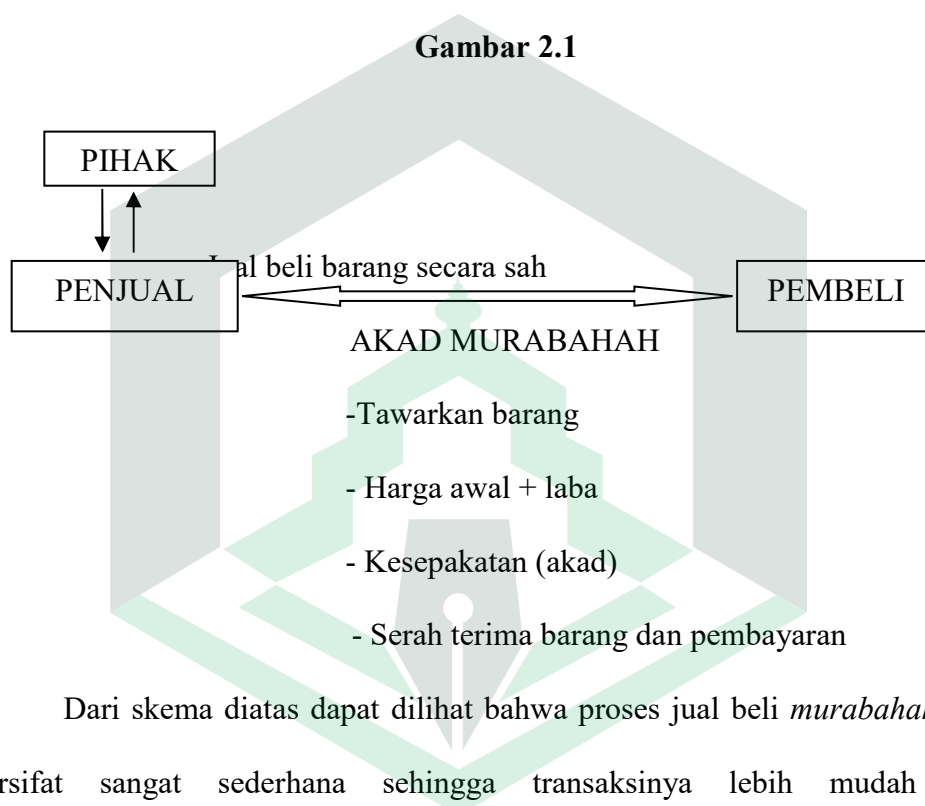 Gambar 2.1
PIHAK
al beli barang secara sah
PENJUAL
PEMBELI
AKAD MURABAHAH
-Tawarkan barang
- Harga awal + laba
- Kesepakatan (akad)
- Serah terima barang dan pembayaran
Dari skema diatas dapat dilihat bahwa proses jual beli murabahah
rsifat sangat sederhana sehingga transaksinya lebih mudah